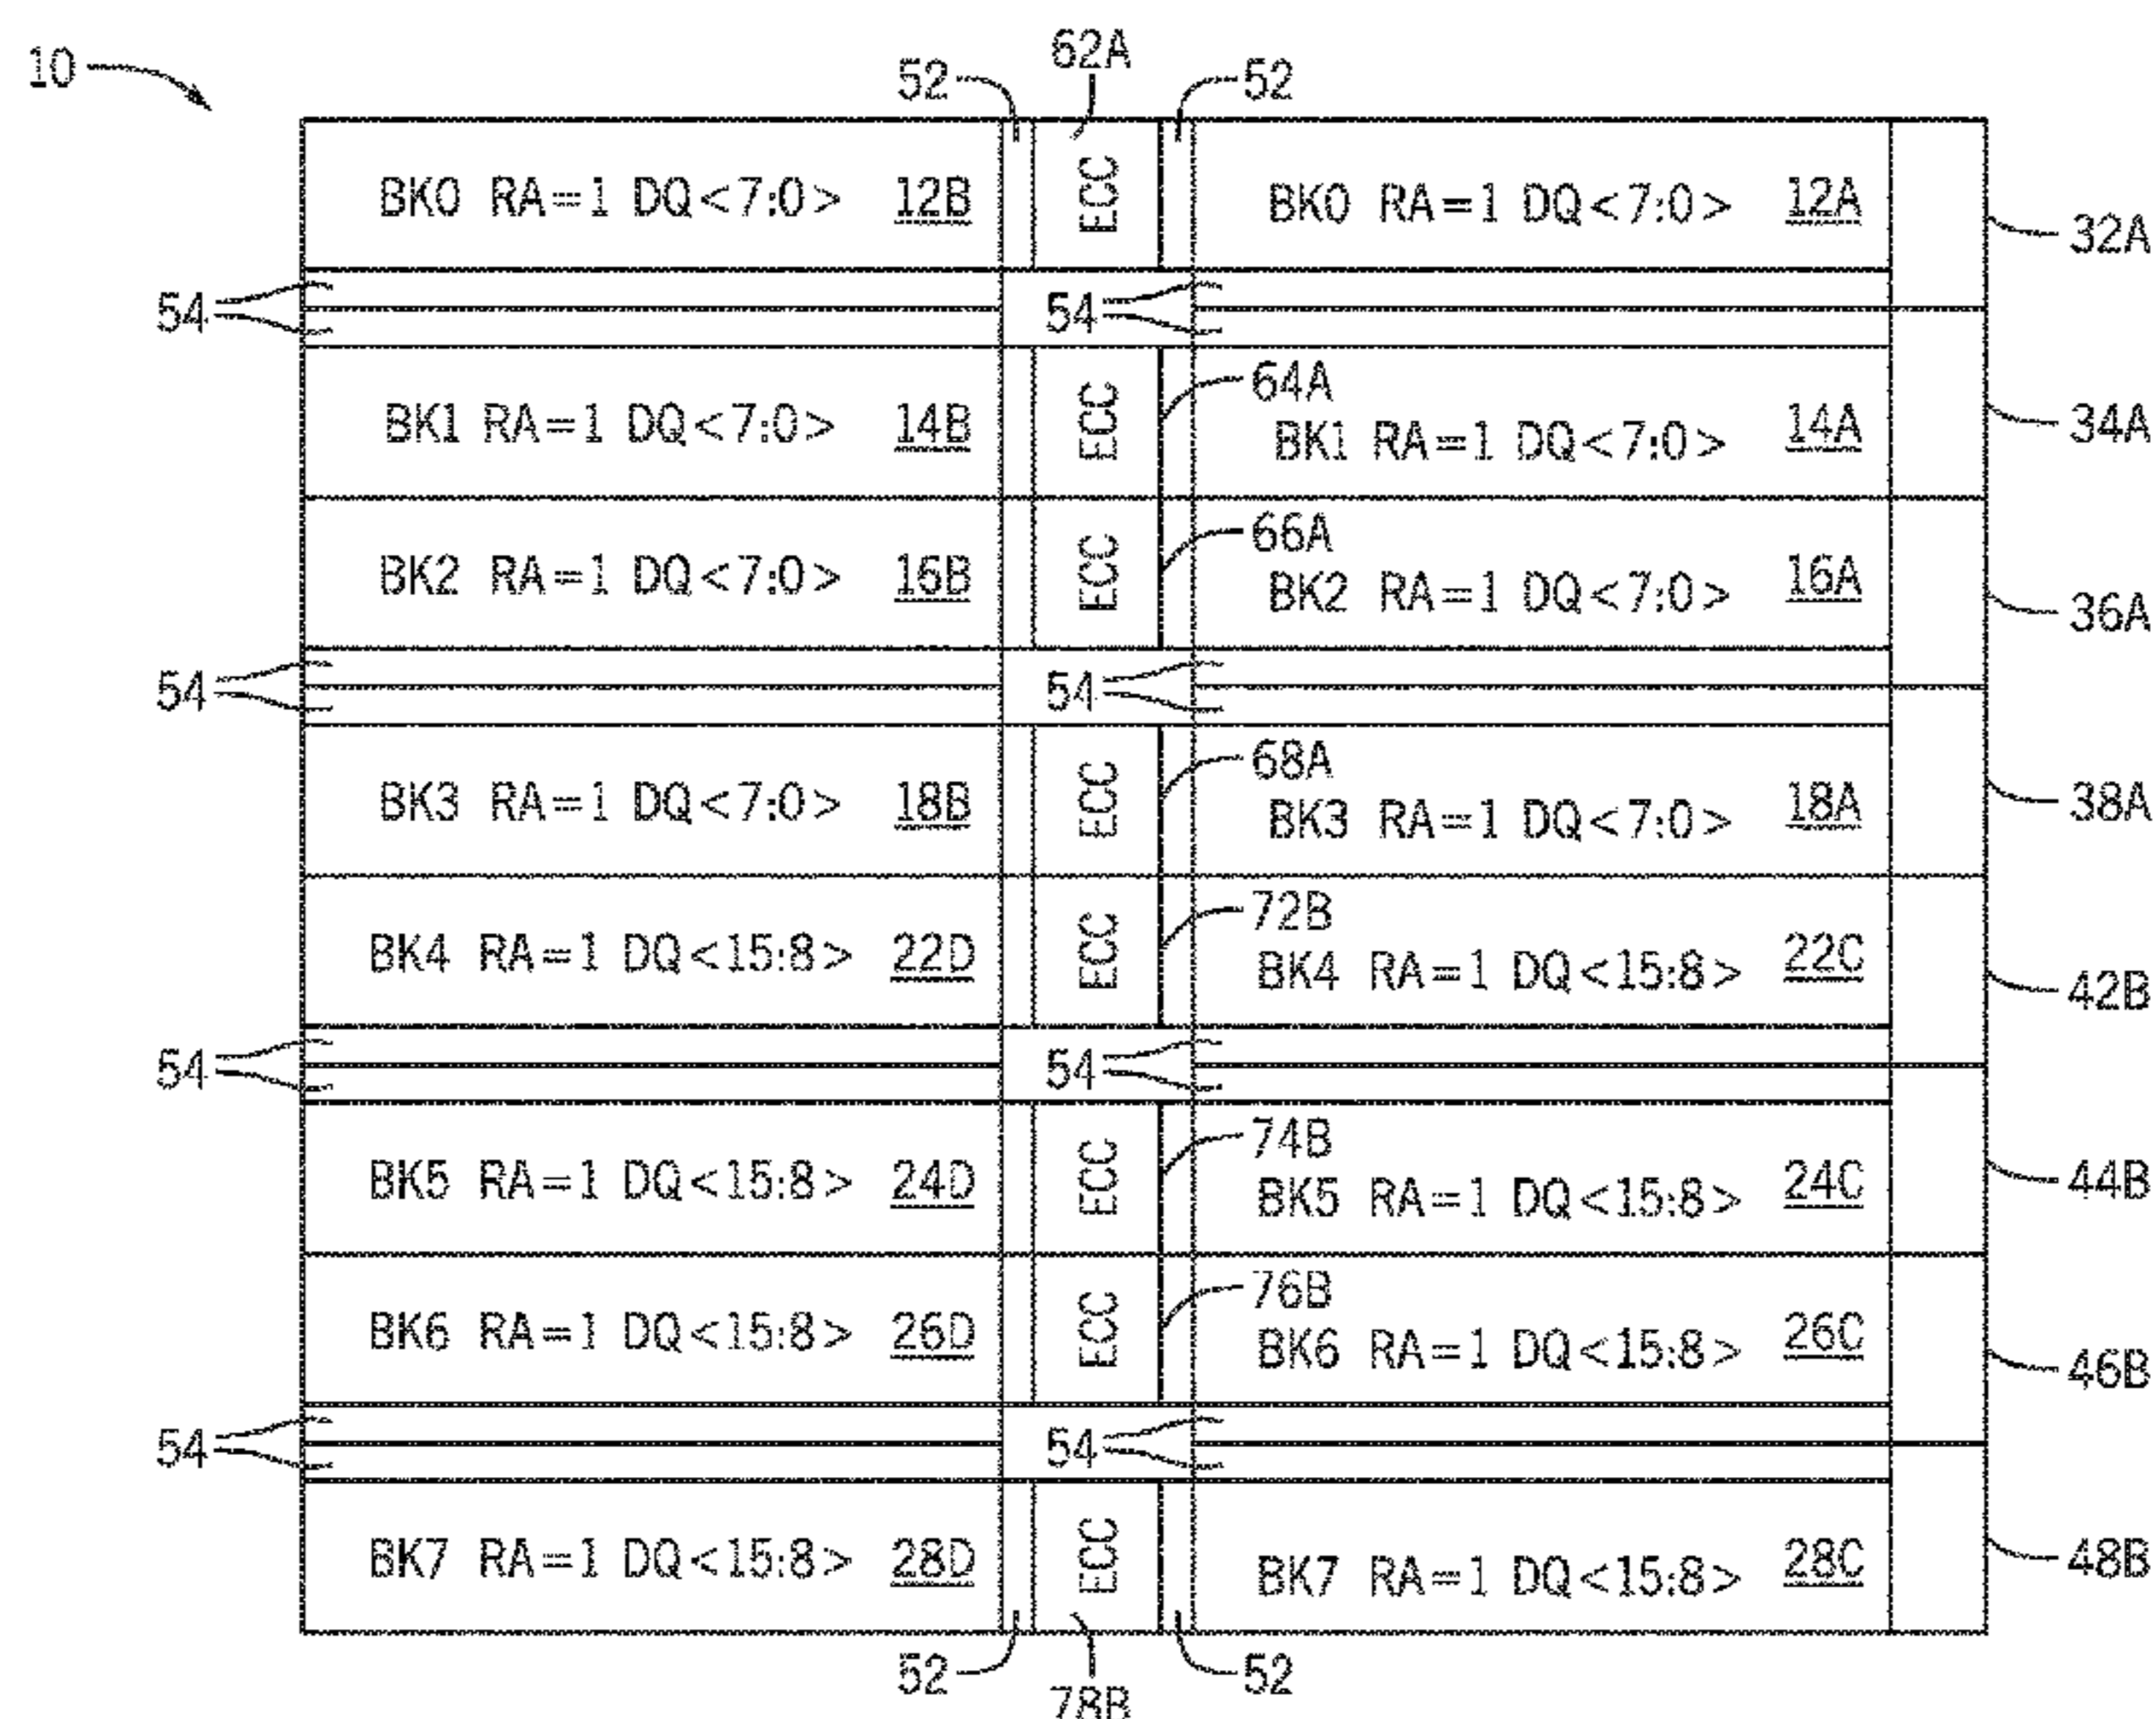 10
52
62A
52
BK0 RA=1 DQ<7:0> 12B
ECC
BK0 RA=1 DQ<7:0> 12A
32A
54
54
BK1 RA=1 DQ<7:0> 14B
ECC
64A
BK1 RA=1 DQ<7:0> 14A
34A
BK2 RA=1 DQ<7:0> 16B
ECC
66A
BK2 RA=1 DQ<7:0> 16A
36A
54
54
BK3 RA=1 DQ<7:0> 18B
ECC
68A
BK3 RA=1 DQ<7:0> 18A
38A
BK4 RA=1 DQ<15:8> 22D
ECC
72B
BK4 RA=1 DQ<15:8> 22C
42B
54
54
BK5 RA=1 DQ<15:8> 24D
ECC
74B
BK5 RA=1 DQ<15:8> 24C
44B
BK6 RA=1 DQ<15:8> 26D
ECC
76B
BK6 RA=1 DQ<15:8> 26C
46B
54
54
BK7 RA=1 DQ<15:8> 28D
ECC
BK7 RA=1 DQ<15:8> 28C
48B
52
78B
52